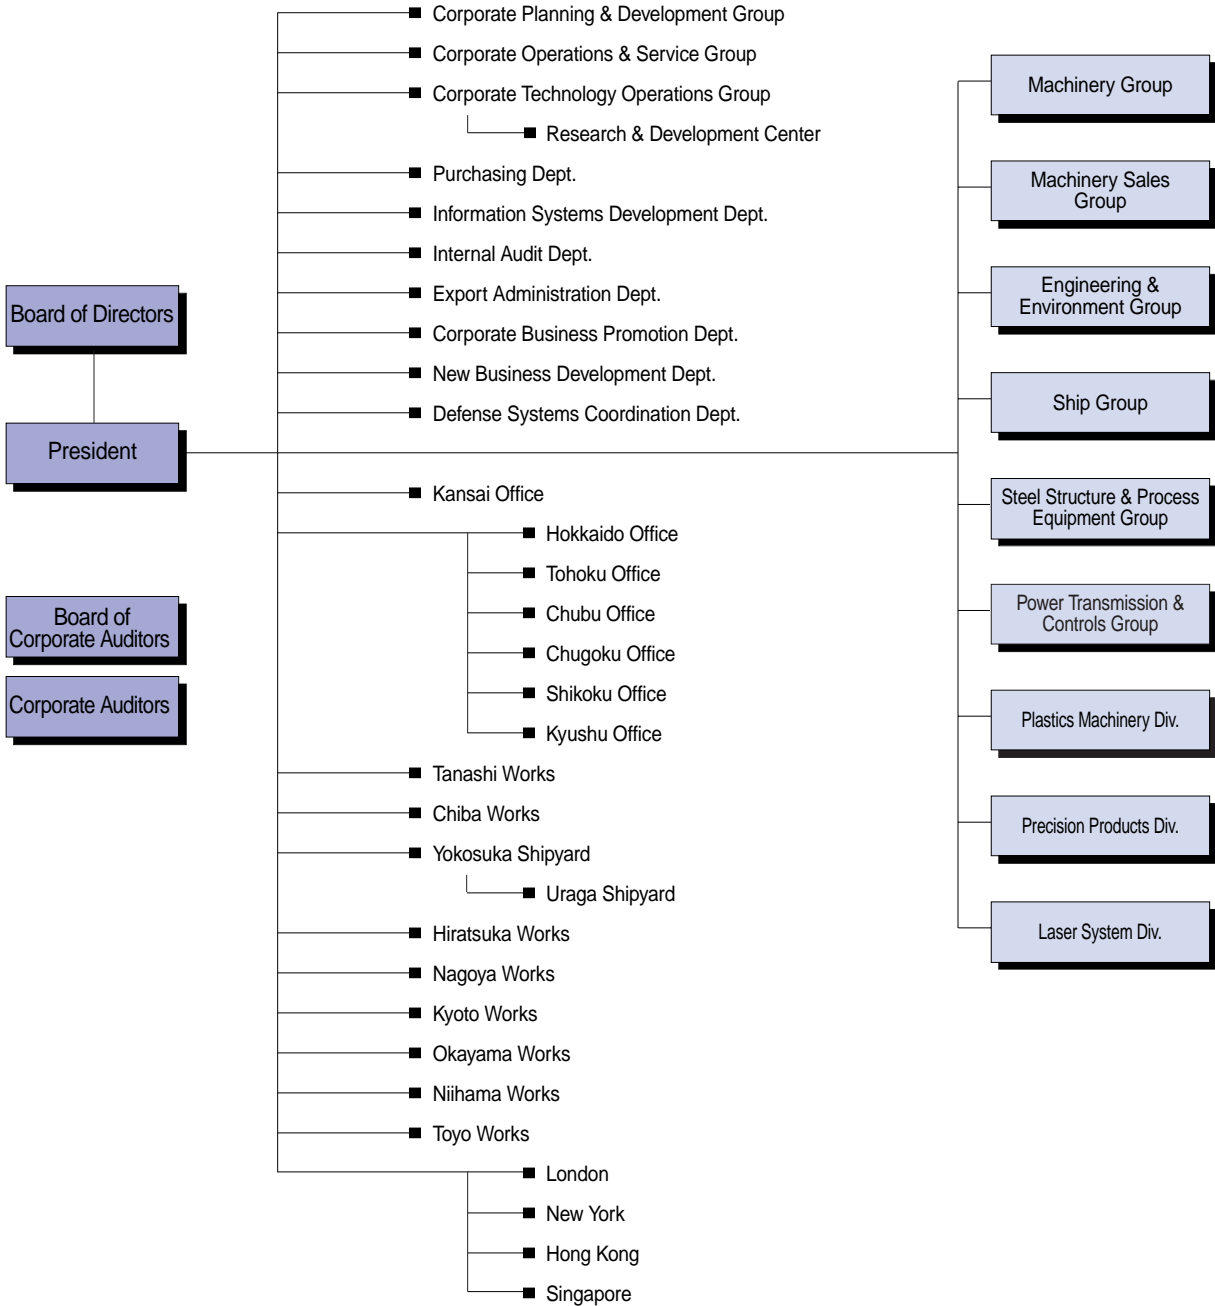 Corporate Planning & Development Group
Corporate Operations & Service Group
Corporate Technology Operations Group
Research & Development Center
Purchasing Dept.
Information Systems Development Dept.
Internal Audit Dept.
Export Administration Dept.
Corporate Business Promotion Dept.
New Business Development Dept.
Defense Systems Coordination Dept.
Board of Directors
President
Board of
Corporate Auditors
Corporate Auditors
Kansai Office
Hokkaido Office
Tohoku Office
Chubu Office
Chugoku Office
Shikoku Office
Kyushu Office
Tanashi Works
Chiba Works
Yokosuka Shipyard
Uraga Shipyard
Hiratsuka Works
Nagoya Works
Kyoto Works
Okayama Works
Niihama Works
Toyo Works
London
New York
Hong Kong
Singapore
Machinery Group
Machinery Sales
Group
Engineering &
Environment Group
Ship Group
Steel Structure & Process
Equipment Group
Power Transmission &
Controls Group
Plastics Machinery Div.
Precision Products Div.
Laser System Div.